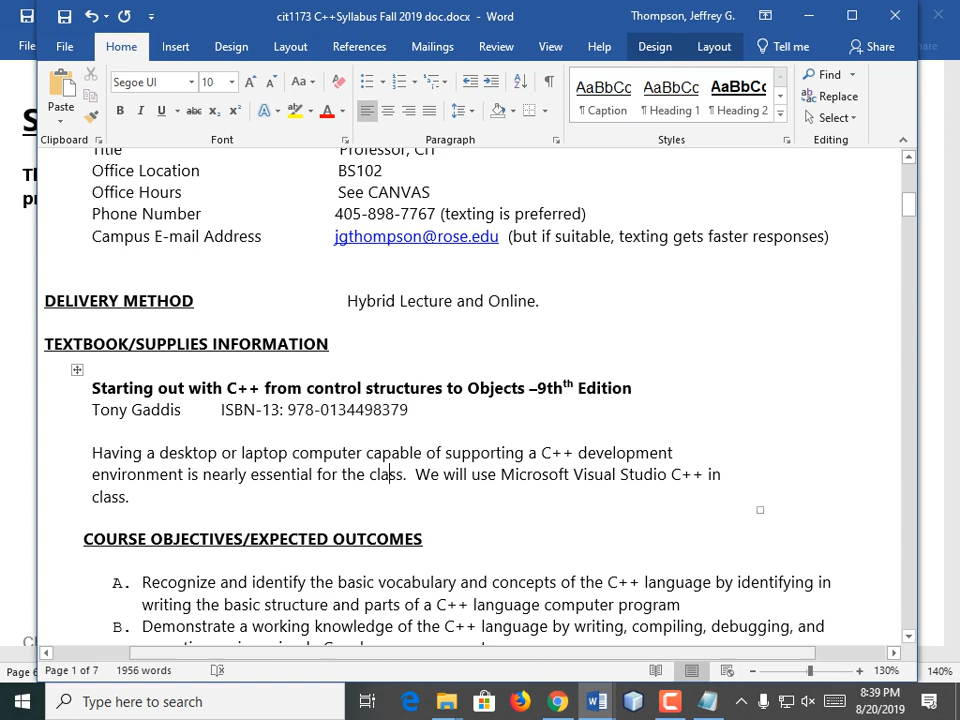 cit1173 C++Syllabus Fall 2019 doc.docx - Word
Thompson, Jeffrey G.
File
File Home Insert Design Layout References Mailings Review View Help Design Layout Tell me Share
Paste
Segoe UI 10
Aa
B I U abc x₂ x²
AaBbCc AaBbCc AaBbCc
¶ Caption ¶ Heading 1 ¶ Heading 2
Find
Replace
Select
Clipboard Font Paragraph Styles Editing
Title Professor, CIT
Office Location BS102
Office Hours See CANVAS
Phone Number 405-898-7767 (texting is preferred)
Campus E-mail Address jgthompson@rose.edu (but if suitable, texting gets faster responses)
DELIVERY METHOD Hybrid Lecture and Online.
TEXTBOOK/SUPPLIES INFORMATION
Starting out with C++ from control structures to Objects –9thth Edition
Tony Gaddis ISBN-13: 978-0134498379
Having a desktop or laptop computer capable of supporting a C++ development
environment is nearly essential for the class. We will use Microsoft Visual Studio C++ in
class.
COURSE OBJECTIVES/EXPECTED OUTCOMES
A. Recognize and identify the basic vocabulary and concepts of the C++ language by identifying in
writing the basic structure and parts of a C++ language computer program
B. Demonstrate a working knowledge of the C++ language by writing, compiling, debugging, and
Page 1 of 7 1956 words 130% 140%
Type here to search
8:39 PM
8/20/2019